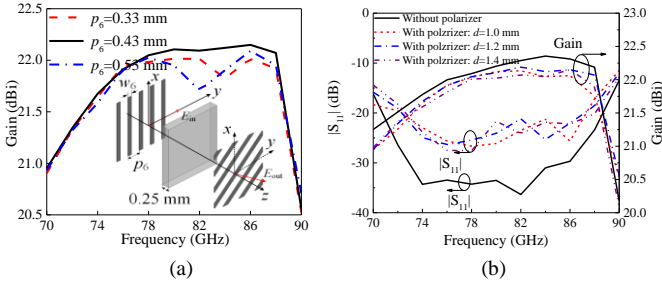 (a)
p6=0.33 mm
p6=0.43 mm
p6=0.53 mm
Gain (dBi)
22.5
22.0
21.5
21.0
20.5
70 74 78 82 86 90
Frequency (GHz)
w6
x
y
Ein
p6
0.25 mm
x
y
Eout
z
(a)
Without polarizer
With polzrizer: d=1.0 mm
With polzrizer: d=1.2 mm
With polzrizer: d=1.4 mm
Gain
|S11|
|S11|
|S11|
0
-10
-20
-30
-40
70 74 78 82 86 90
Frequency (GHz)
23.0
22.5
22.0
21.5
21.0
20.5
20.0
Gain (dBi)
(b)